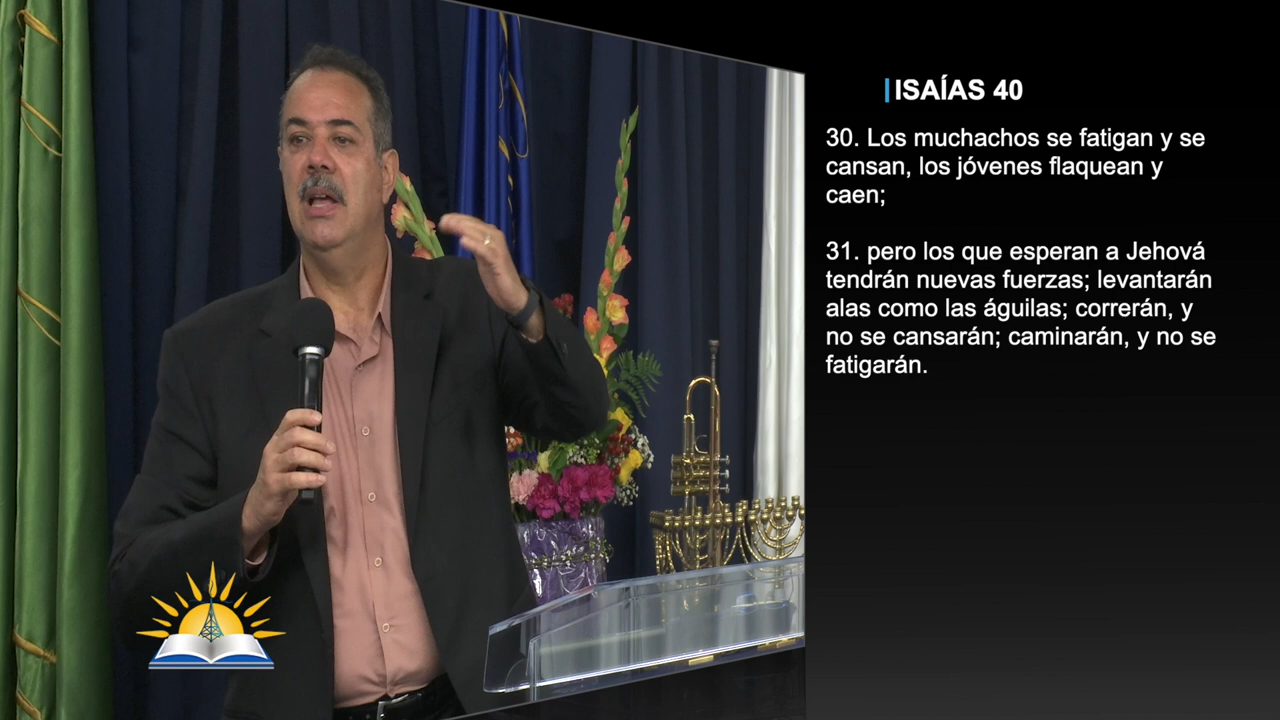 ISAÍAS 40
30. Los muchachos se fatigan y se
cansan, los jóvenes flaquean y
caen;
31. pero los que esperan a Jehová
tendrán nuevas fuerzas; levantarán
alas como las águilas; correrán, y
no se cansarán; caminarán, y no se
fatigarán.